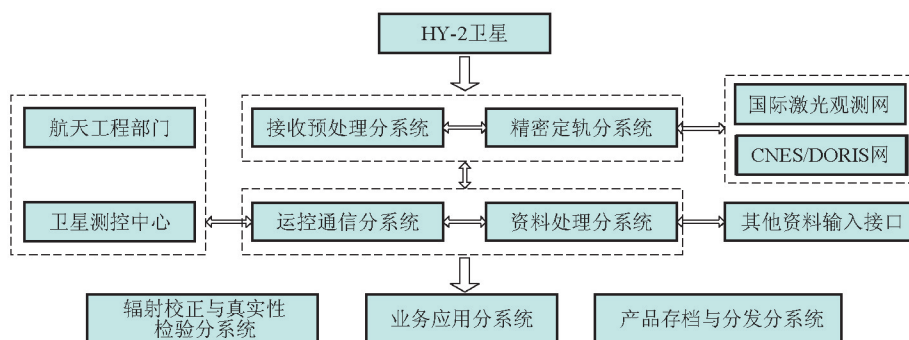 HY-2卫星
航天工程部门
接收预处理分系统
精密定轨分系统
国际激光观测网
CNES/DORIS网
卫星测控中心
运控通信分系统
资料处理分系统
其他资料输入接口
辐射校正与真实性
检验分系统
业务应用分系统
产品存档与分发分系统